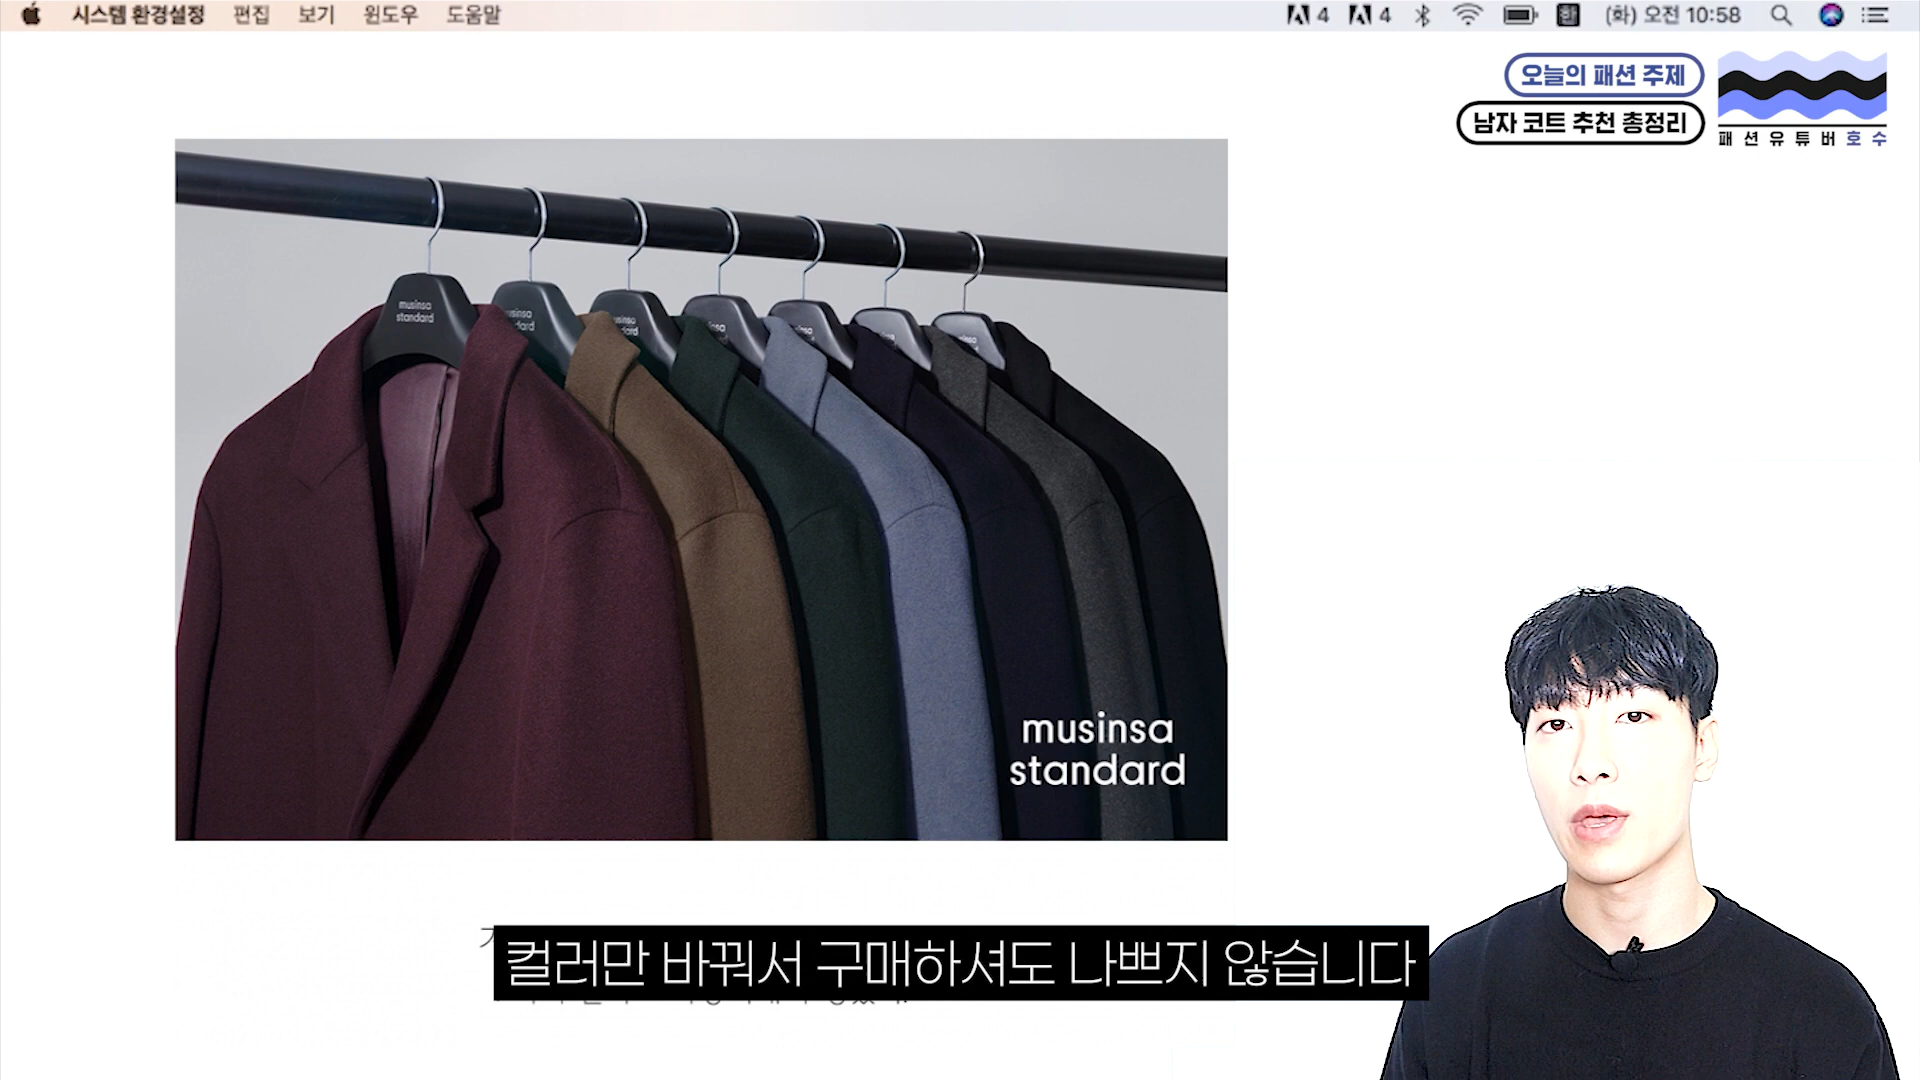 시스템 환경설정 편집 보기 윈도우 도움말 4 4 한 (화) 오전 10:58
오늘의 패션 주제
남자 코트 추천 총정리
패션유튜버호수
musinsa
standard
musinsa
standard
컬러만 바꿔서 구매하셔도 나쁘지 않습니다